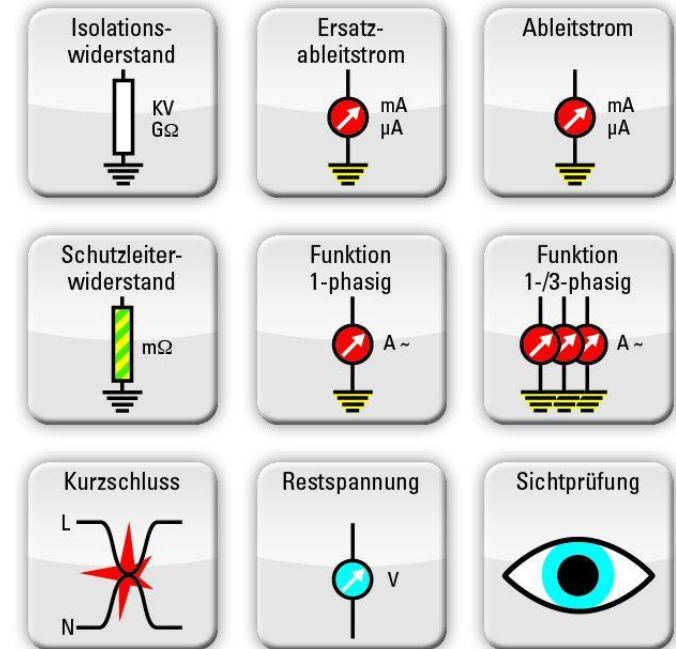 Isolations-
widerstand
KV
GΩ
Ersatz-
ableitstrom
mA
µA
Ableitstrom
mA
µA
Schutzleiter-
widerstand
mΩ
Funktion
1-phasig
A ~
Funktion
1-/3-phasig
A ~
Kurzschluss
L
N
Restspannung
V
Sichtprüfung